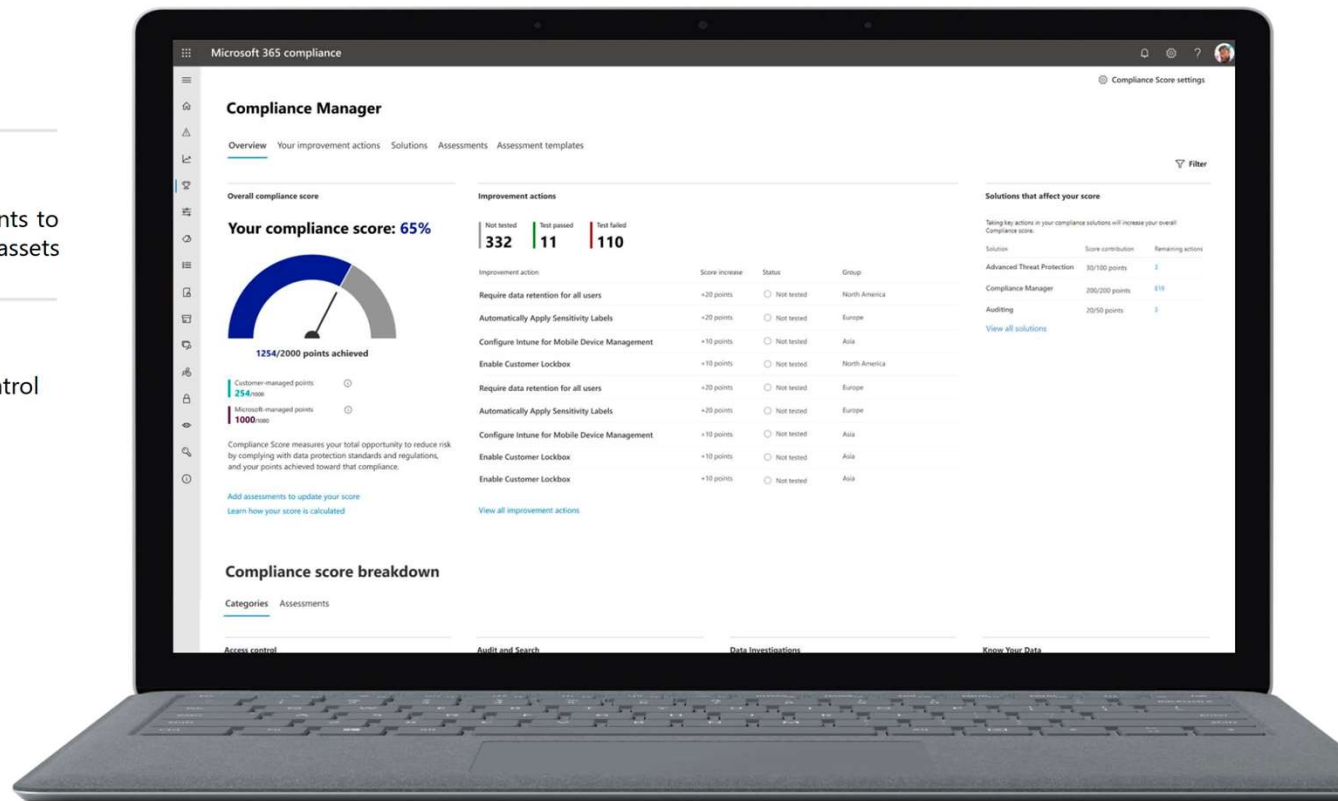 nts to
assets
trol
Microsoft 365 compliance
Compliance Score settings
Compliance Manager
Overview Your improvement actions Solutions Assessments Assessment templates
Filter
Overall compliance score
Your compliance score: 65%
1254/2000 points achieved
Customer-managed points
254/1000
Microsoft-managed points
1000/1000
Compliance Score measures your total opportunity to reduce risk
by complying with data protection standards and regulations,
and your points achieved toward that compliance.
Add assessments to update your score
Learn how your score is calculated
Improvement actions
Not tested Test passed Test failed
332 11 110
Improvement action Score increase Status Group
Require data retention for all users +20 points Not tested North America
Automatically Apply Sensitivity Labels +20 points Not tested Europe
Configure Intune for Mobile Device Management +10 points Not tested Asia
Enable Customer Lockbox +10 points Not tested North America
Require data retention for all users +20 points Not tested Europe
Automatically Apply Sensitivity Labels +20 points Not tested Europe
Configure Intune for Mobile Device Management +10 points Not tested Asia
Enable Customer Lockbox +10 points Not tested Asia
Enable Customer Lockbox +10 points Not tested Asia
View all improvement actions
Solutions that affect your score
Taking key actions in your compliance solutions will increase your overall
Compliance score.
Solution Score contribution Remaining actions
Advanced Threat Protection 30/100 points
Compliance Manager 200/200 points
Auditing 20/50 points
View all solutions
Compliance score breakdown
Categories Assessments
Access control Audit and Search Data Investigations Know Your Data